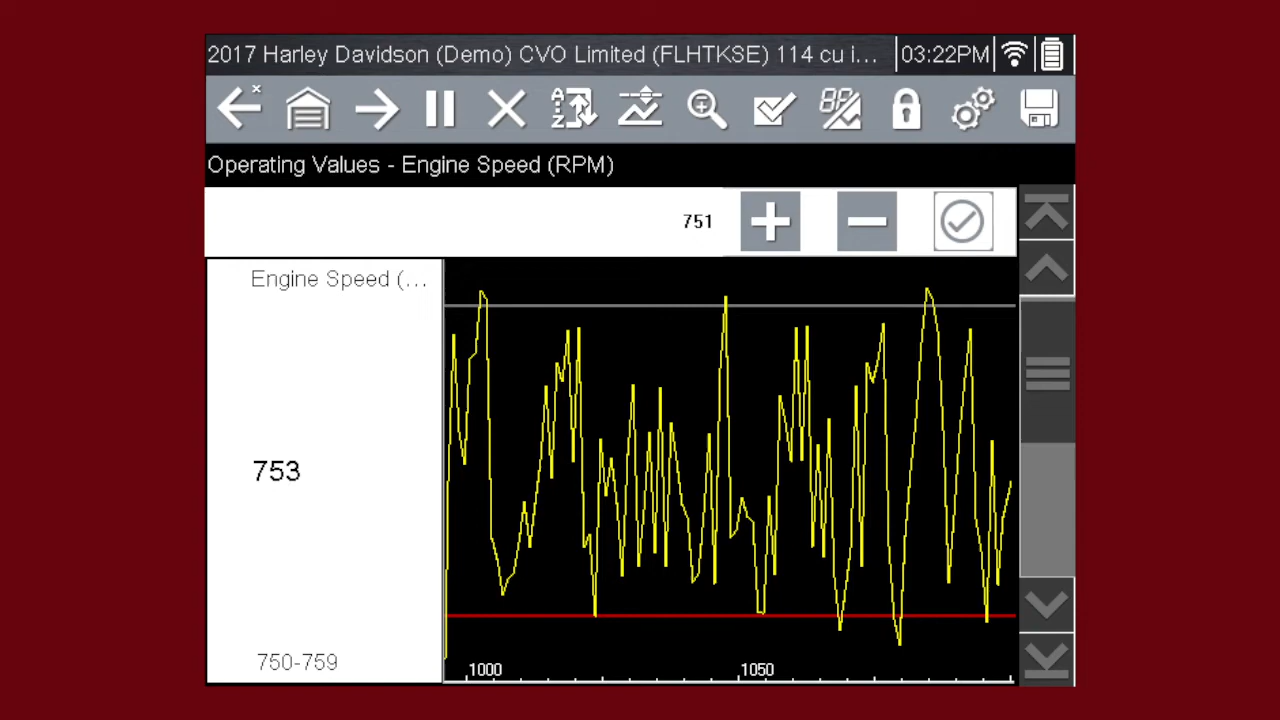 2017 Harley Davidson (Demo) CVO Limited (FLHTKSE) 114 cu i... 03:22PM
Operating Values - Engine Speed (RPM)
751
Engine Speed (...
753
750-759
1000 1050